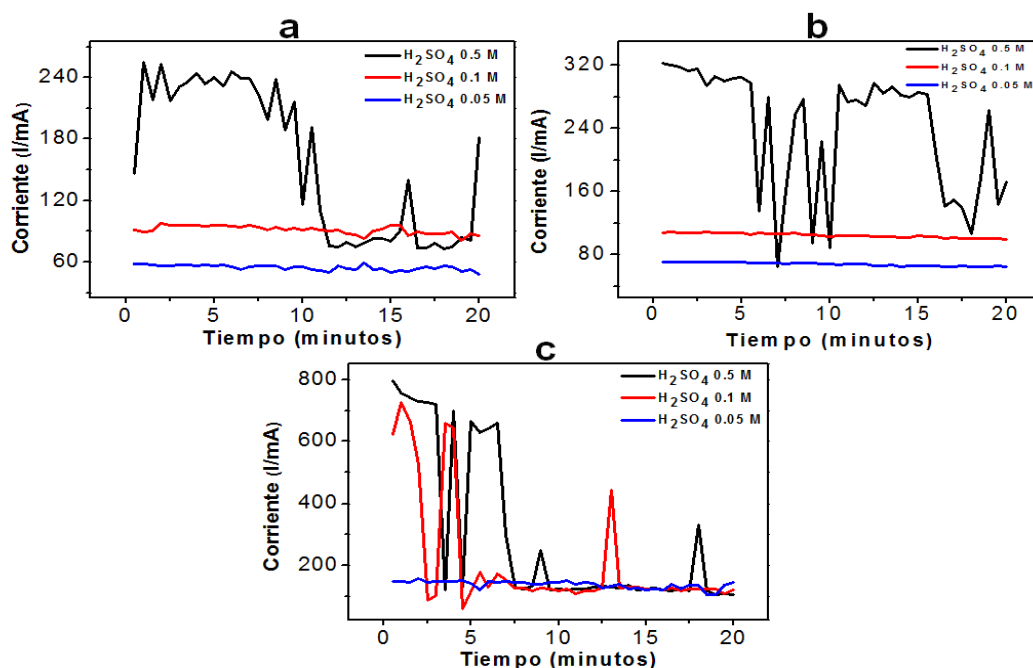 a
H₂SO₄ 0.5 M
H₂SO₄ 0.1 M
H₂SO₄ 0.05 M
Corriente (I/mA)
240
180
120
60
0 5 10 15 20
Tiempo (minutos)
b
H₂SO₄ 0.5 M
H₂SO₄ 0.1 M
H₂SO₄ 0.05 M
Corriente (I/mA)
320
240
160
80
0 5 10 15 20
Tiempo (minutos)
c
H₂SO₄ 0.5 M
H₂SO₄ 0.1 M
H₂SO₄ 0.05 M
Corriente (I/mA)
800
600
400
200
0 5 10 15 20
Tiempo (minutos)